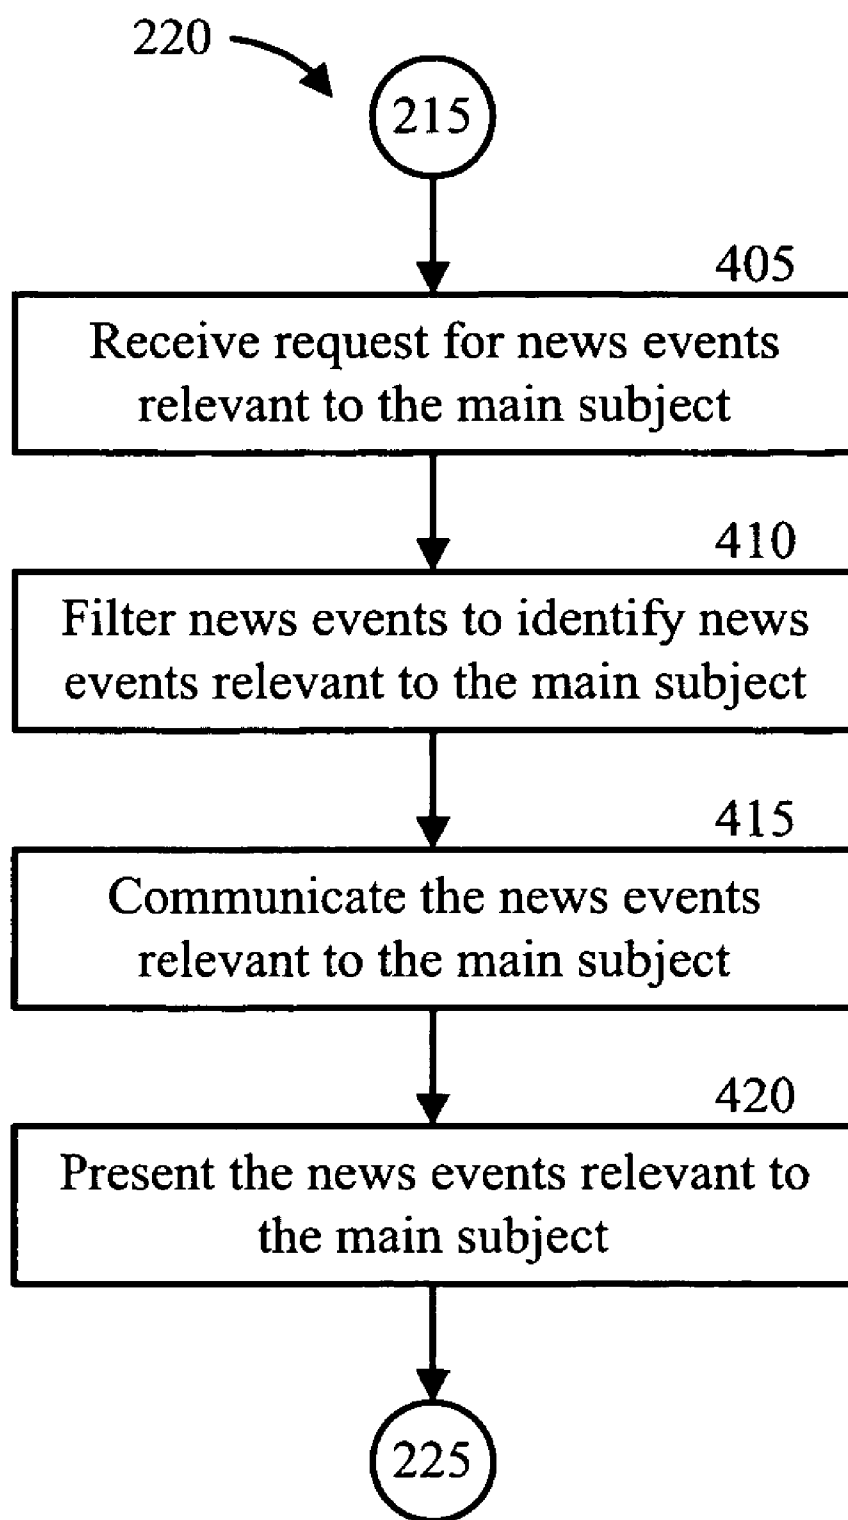 220
215
405
Receive request for news events
relevant to the main subject
410
Filter news events to identify news
events relevant to the main subject
415
Communicate the news events
relevant to the main subject
420
Present the news events relevant to
the main subject
225